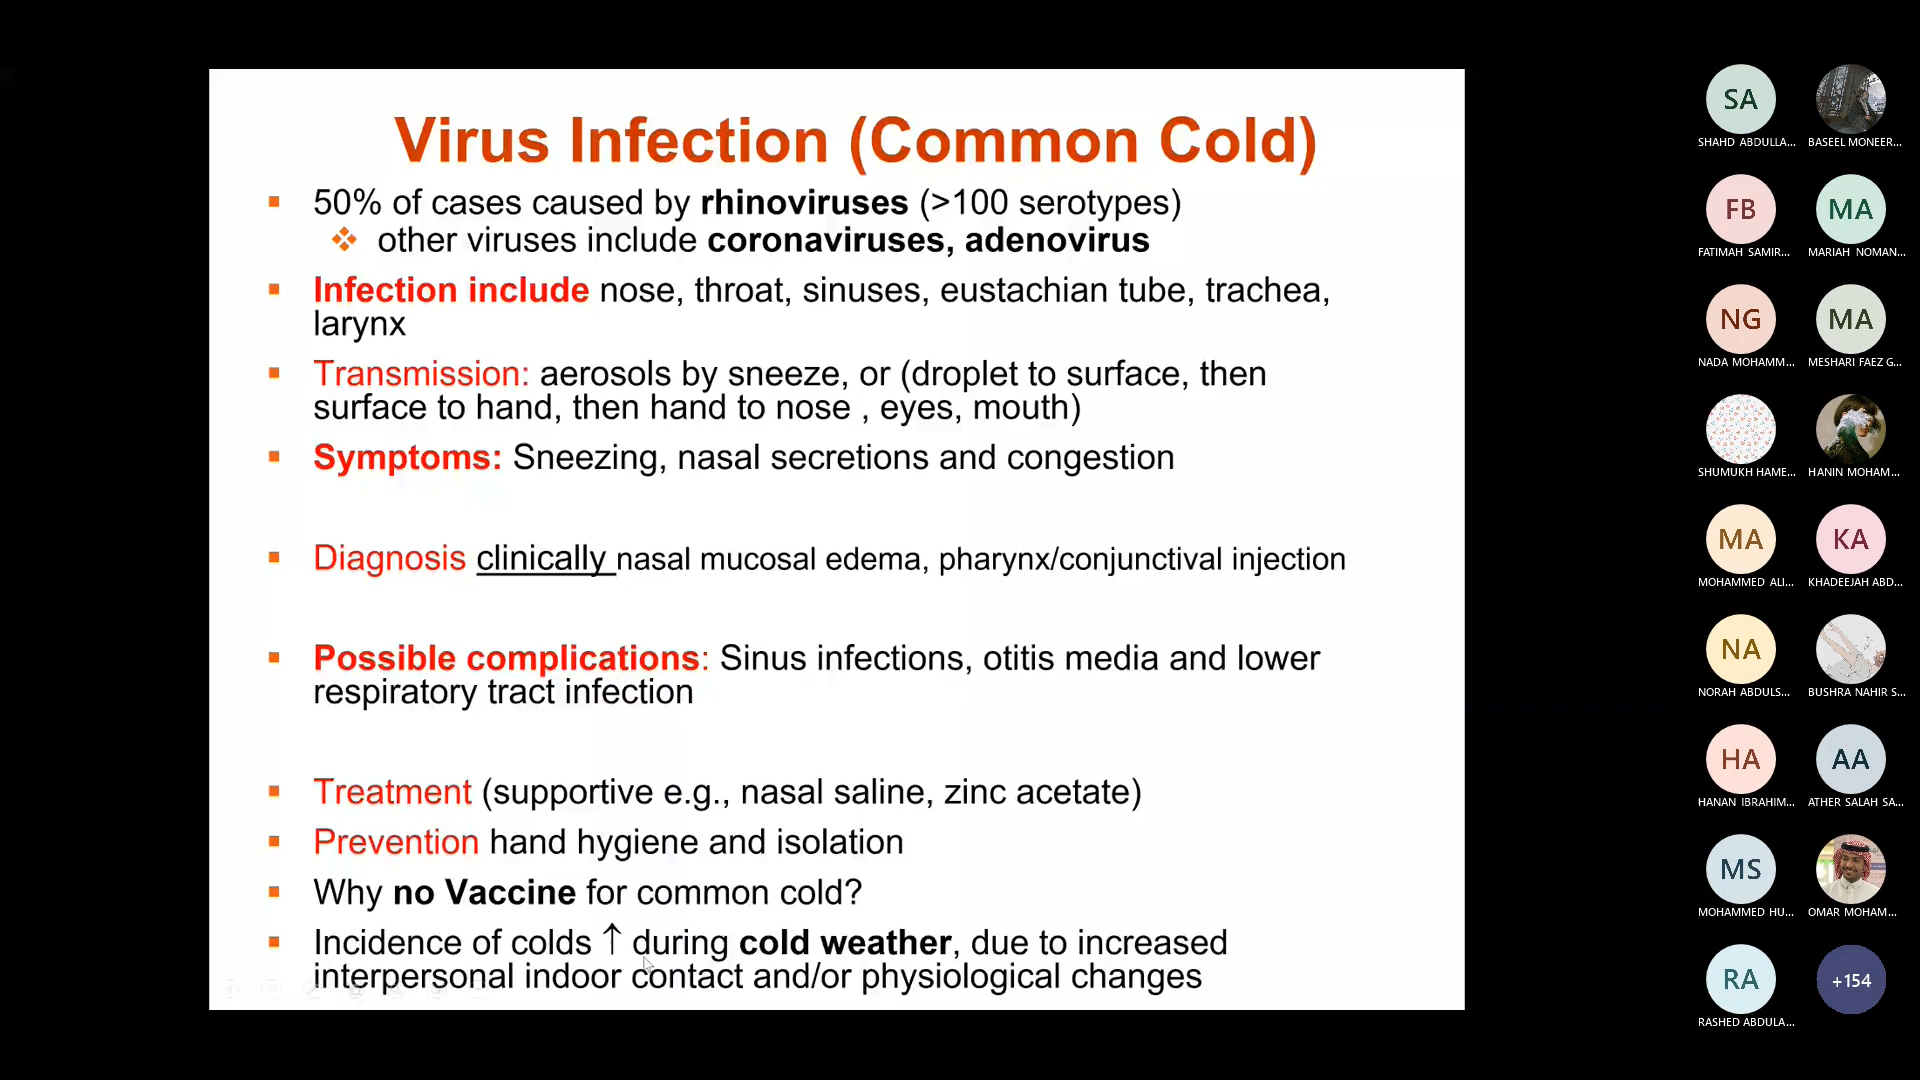 Virus Infection (Common Cold)
50% of cases caused by rhinoviruses (>100 serotypes)
other viruses include coronaviruses, adenovirus
Infection include nose, throat, sinuses, eustachian tube, trachea,
larynx
Transmission: aerosols by sneeze, or (droplet to surface, then
surface to hand, then hand to nose , eyes, mouth)
Symptoms: Sneezing, nasal secretions and congestion
Diagnosis clinically nasal mucosal edema, pharynx/conjunctival injection
Possible complications: Sinus infections, otitis media and lower
respiratory tract infection
Treatment (supportive e.g., nasal saline, zinc acetate)
Prevention hand hygiene and isolation
Why no Vaccine for common cold?
Incidence of colds ↑ during cold weather, due to increased
interpersonal indoor contact and/or physiological changes
SA
SHAHD ABDULLA... BASEEL MONEER...
FB MA
FATIMAH SAMIR... MARIAH NOMAN...
NG MA
NADA MOHAMM... MESHARI FAEZ G...
SHUMUKH HAME... HANIN MOHAM...
MA KA
MOHAMMED ALI... KHADEEJAH ABD...
NA
NORAH ABDULS... BUSHRA NAHIR S...
HA AA
HANAN IBRAHIM... ATHER SALAH SA...
MS
MOHAMMED HU... OMAR MOHAM...
RA +154
RASHED ABDULA...